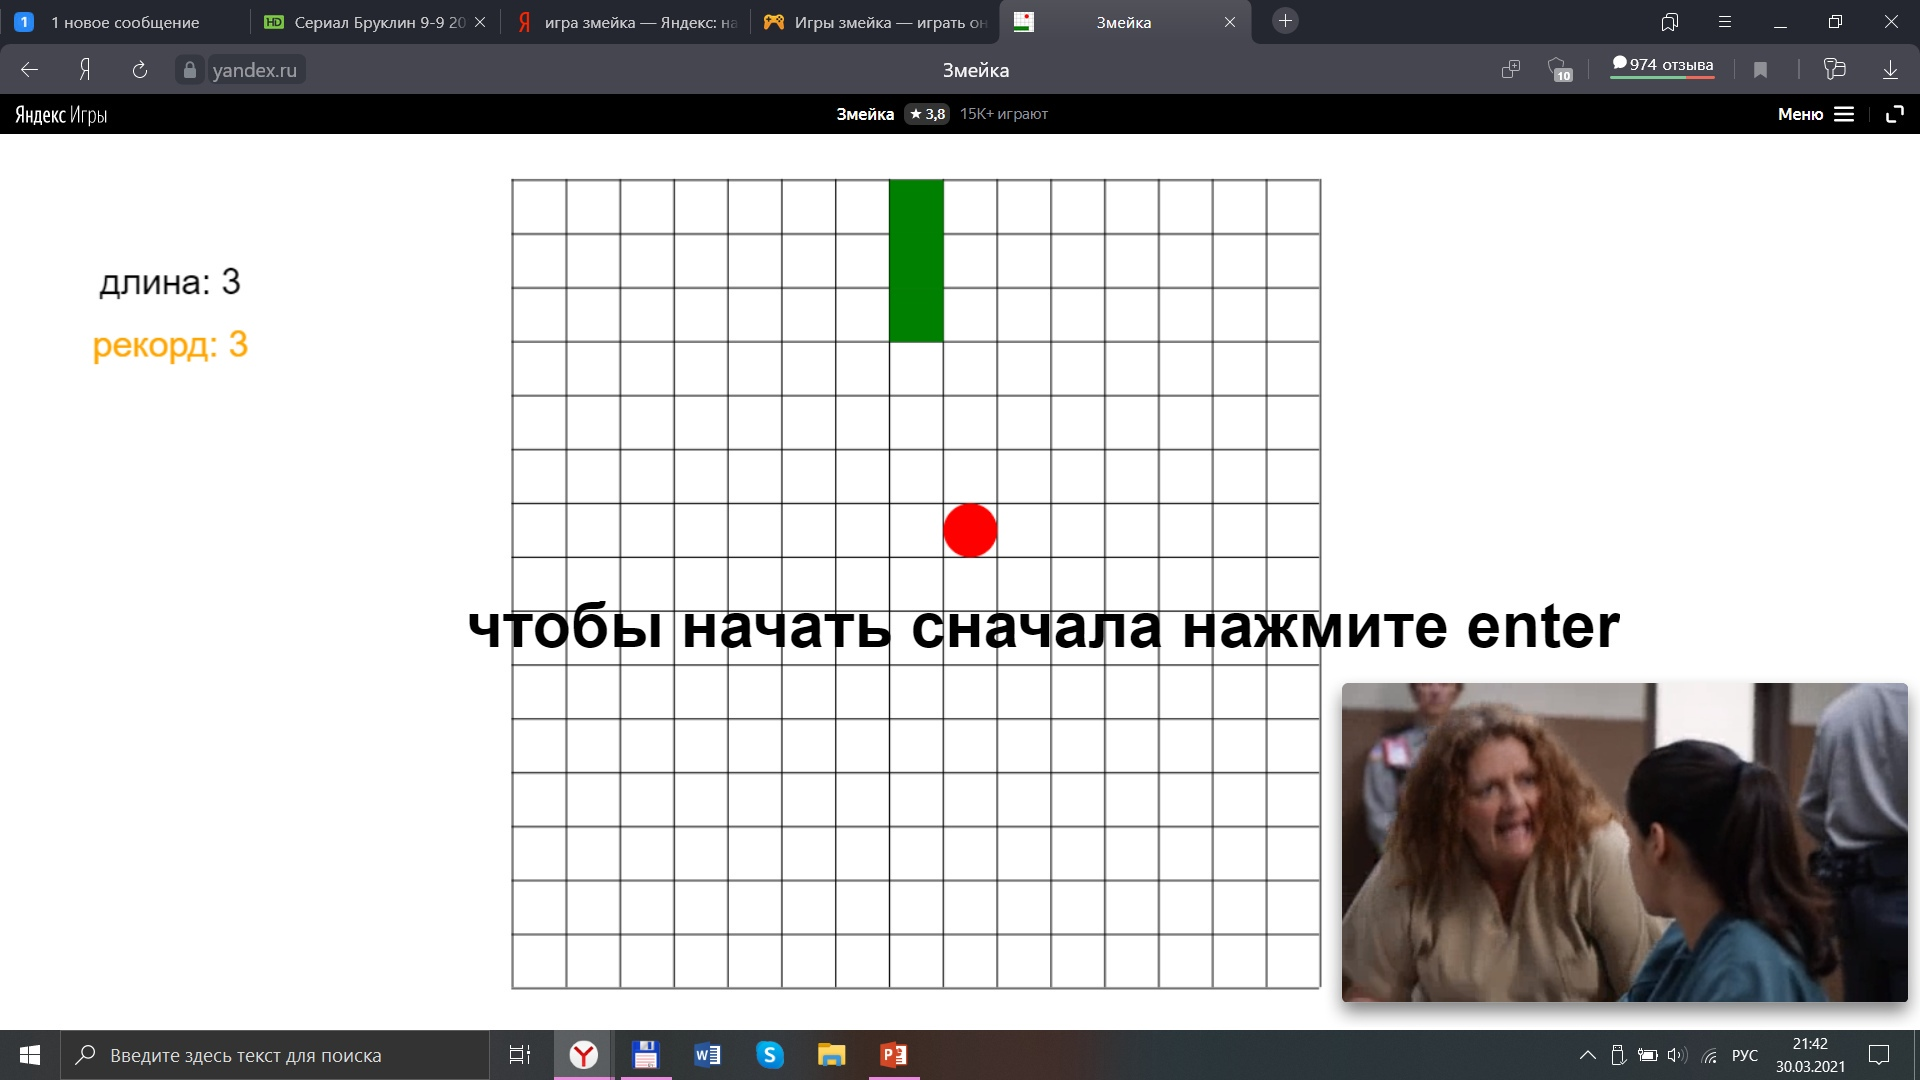 1 1 новое сообщение
HD Сериал Бруклин 9-9 20
Я игра змейка — Яндекс: на
Игры змейка — играть он
Змейка
Я yandex.ru
Змейка
10
974 отзыва
Яндекс Игры
Змейка ★ 3,8 15K+ играют
Меню
длина: 3
рекорд: 3
чтобы начать сначала нажмите enter
Введите здесь текст для поиска
РУС
21:42
30.03.2021